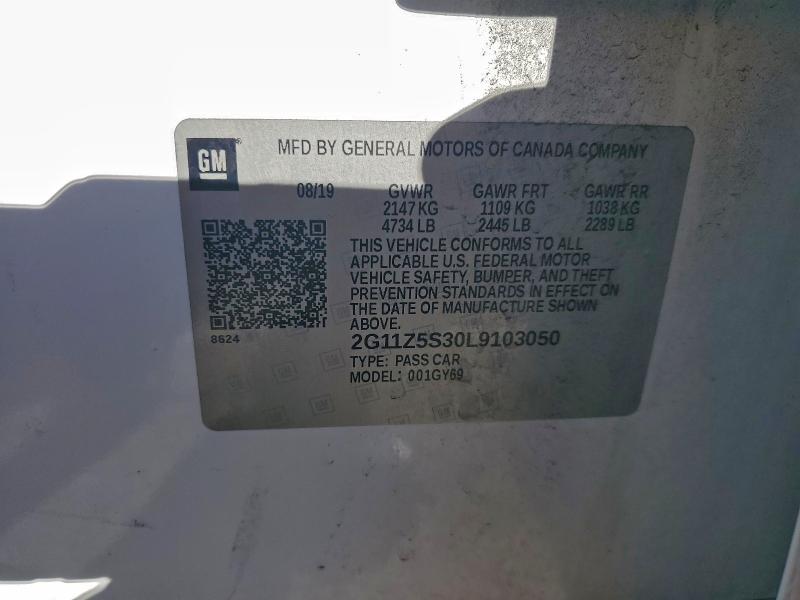 GM
MFD BY GENERAL MOTORS OF CANADA COMPANY
08/19 GVWR GAWR FRT GAWR RR
2147 KG 1109 KG 1038 KG
4734 LB 2445 LB 2289 LB
THIS VEHICLE CONFORMS TO ALL
APPLICABLE U.S. FEDERAL MOTOR
VEHICLE SAFETY, BUMPER, AND THEFT
PREVENTION STANDARDS IN EFFECT ON
THE DATE OF MANUFACTURE SHOWN
ABOVE.
8624
2G11Z5S30L9103050
TYPE: PASS CAR
MODEL: 001GY69